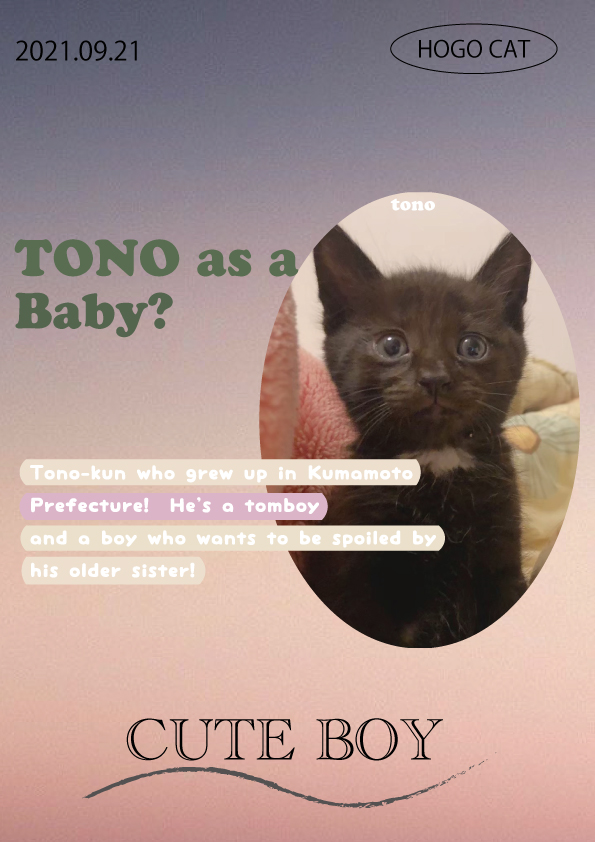 2021.09.21
HOGO CAT
tono
TONO as a
Baby?
Tono-kun who grew up in Kumamoto
Prefecture! He's a tomboy
and a boy who wants to be spoiled by
his older sister!
CUTE BOY